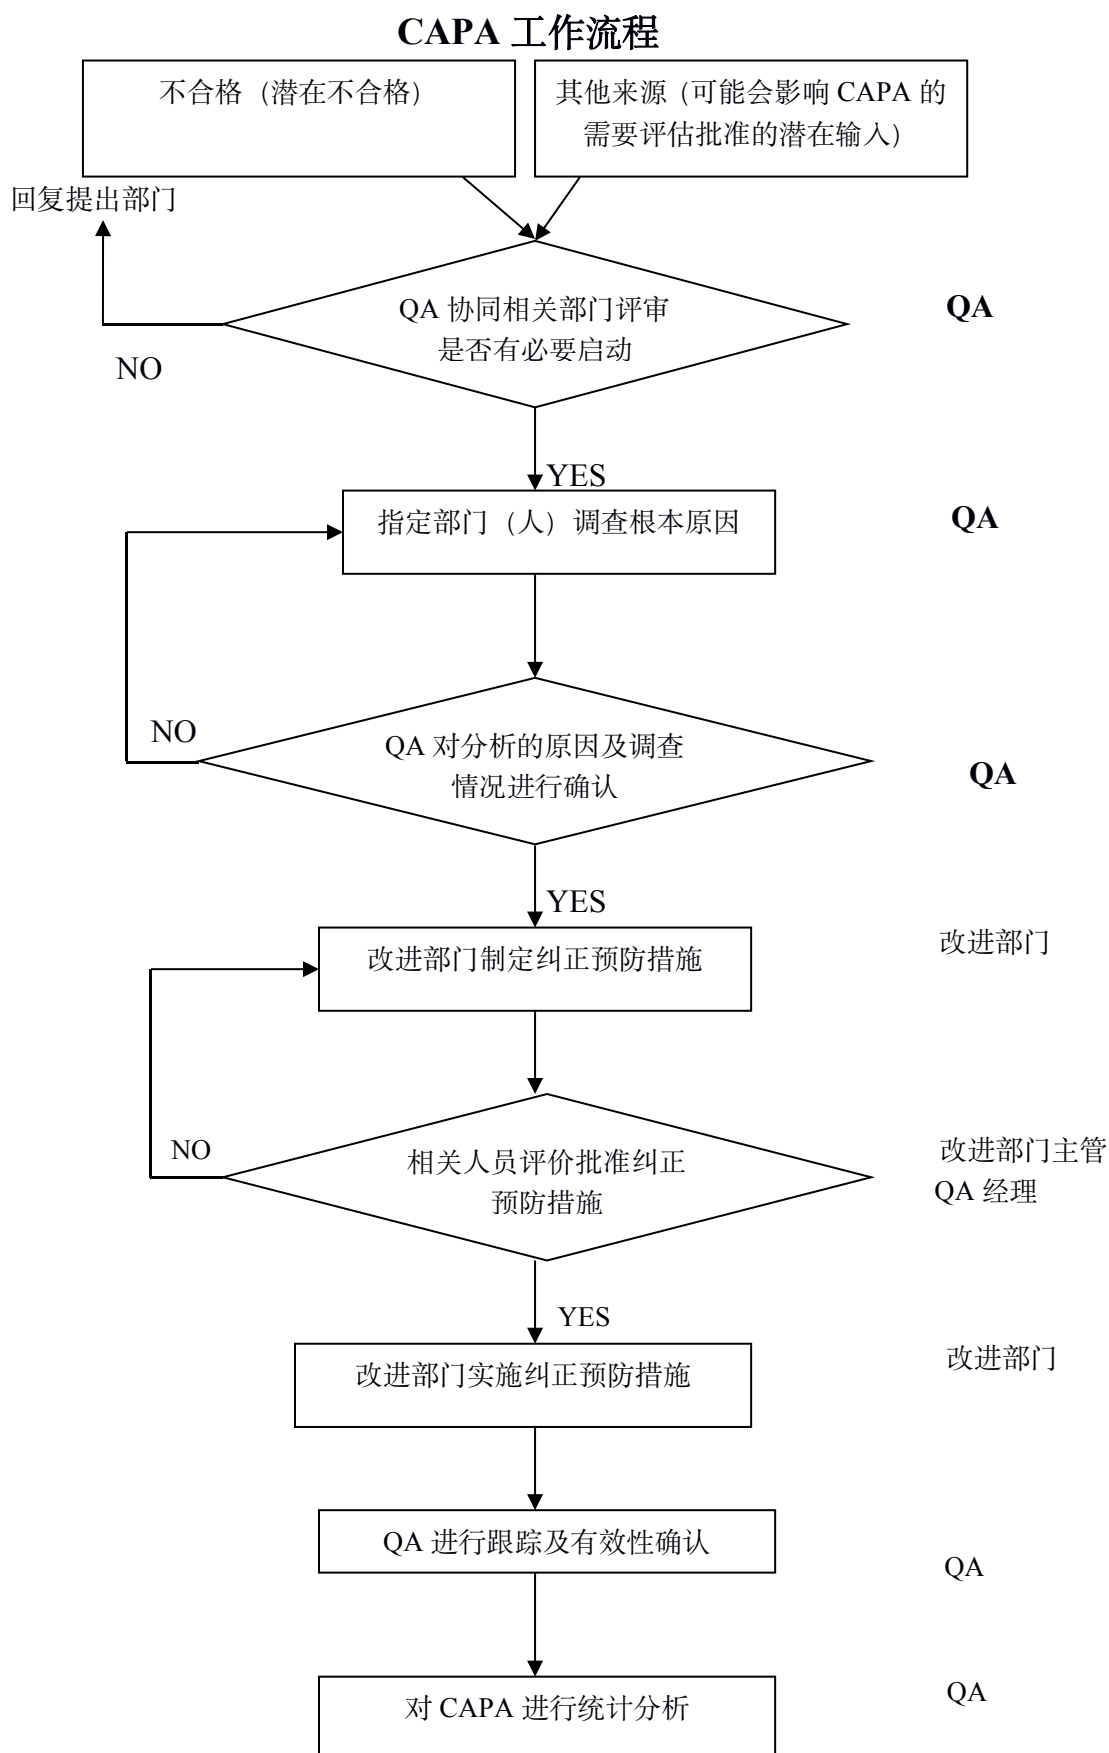 CAPA 工作流程
不合格（潜在不合格）
其他来源（可能会影响 CAPA 的
需要评估批准的潜在输入）
回复提出部门
QA 协同相关部门评审
是否有必要启动
QA
NO
YES
指定部门（人）调查根本原因
QA
NO
QA 对分析的原因及调查
情况进行确认
QA
YES
改进部门制定纠正预防措施
改进部门
NO
相关人员评价批准纠正
预防措施
改进部门主管
QA 经理
YES
改进部门实施纠正预防措施
改进部门
QA 进行跟踪及有效性确认
QA
对 CAPA 进行统计分析
QA